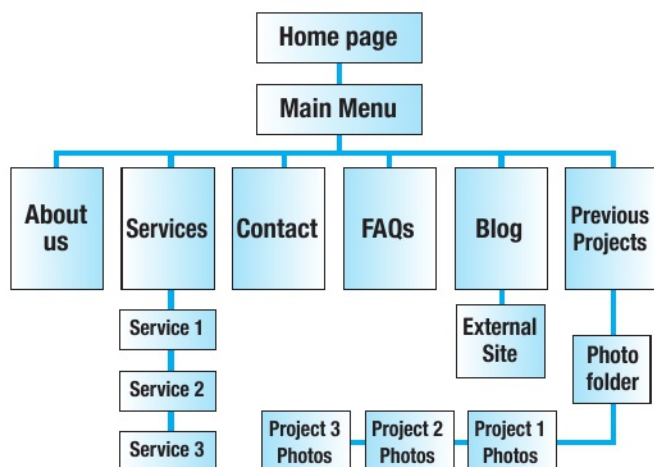 Home page
Main Menu
About
us
Services
Contact
FAQs
Blog
Previous
Projects
Service 1
External
Site
Photo
folder
Service 2
Project 3
Photos
Project 2
Photos
Project 1
Photos
Service 3